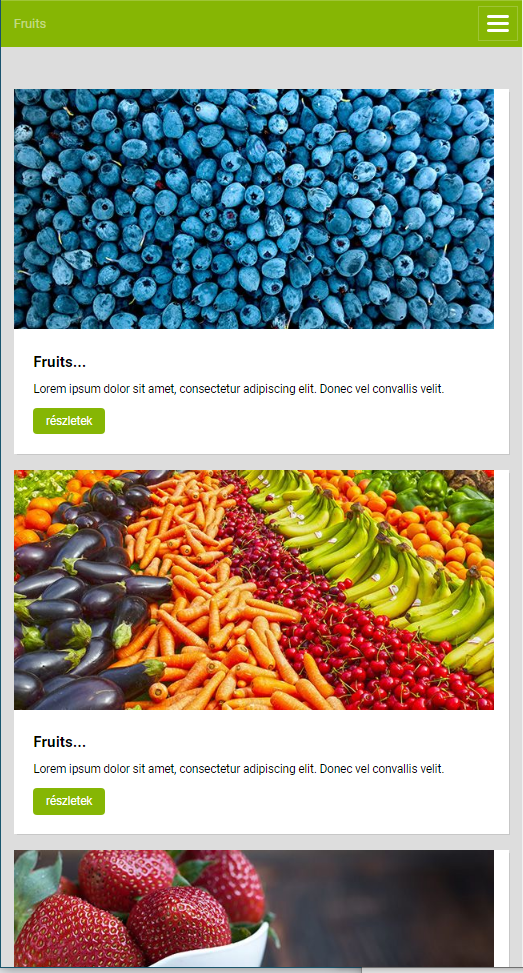 Fruits
Fruits...
Lorem ipsum dolor sit amet, consectetur adipiscing elit. Donec vel convallis velit.
részletek
Fruits...
Lorem ipsum dolor sit amet, consectetur adipiscing elit. Donec vel convallis velit.
részletek